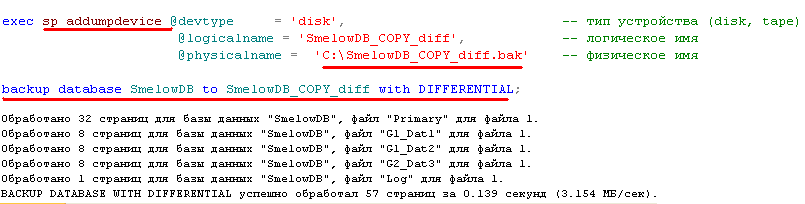 exec sp_addumpdevice @devtype = 'disk', -- тип устройства (disk, tape)
@logicalname = 'SmelowDB_COPY_diff', -- логическое имя
@physicalname = 'C:\SmelowDB_COPY_diff.bak' -- физическое имя
backup database SmelowDB to SmelowDB_COPY_diff with DIFFERENTIAL;
Обработано 32 страниц для базы данных "SmelowDB", файл "Primary" для файла 1.
Обработано 8 страниц для базы данных "SmelowDB", файл "G1_Dat1" для файла 1.
Обработано 8 страниц для базы данных "SmelowDB", файл "G1_Dat2" для файла 1.
Обработано 8 страниц для базы данных "SmelowDB", файл "G2_Dat3" для файла 1.
Обработано 1 страниц для базы данных "SmelowDB", файл "Log" для файла 1.
BACKUP DATABASE WITH DIFFERENTIAL успешно обработал 57 страниц за 0.139 секунд (3.154 МБ/сек).